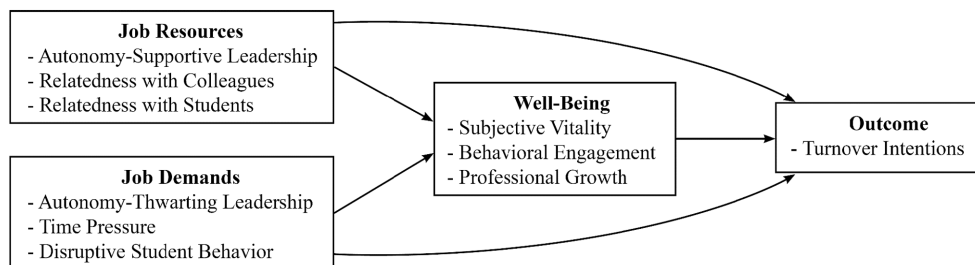 Job Resources
- Autonomy-Supportive Leadership
- Relatedness with Colleagues
- Relatedness with Students
Job Demands
- Autonomy-Thwarting Leadership
- Time Pressure
- Disruptive Student Behavior
Well-Being
- Subjective Vitality
- Behavioral Engagement
- Professional Growth
Outcome
- Turnover Intentions